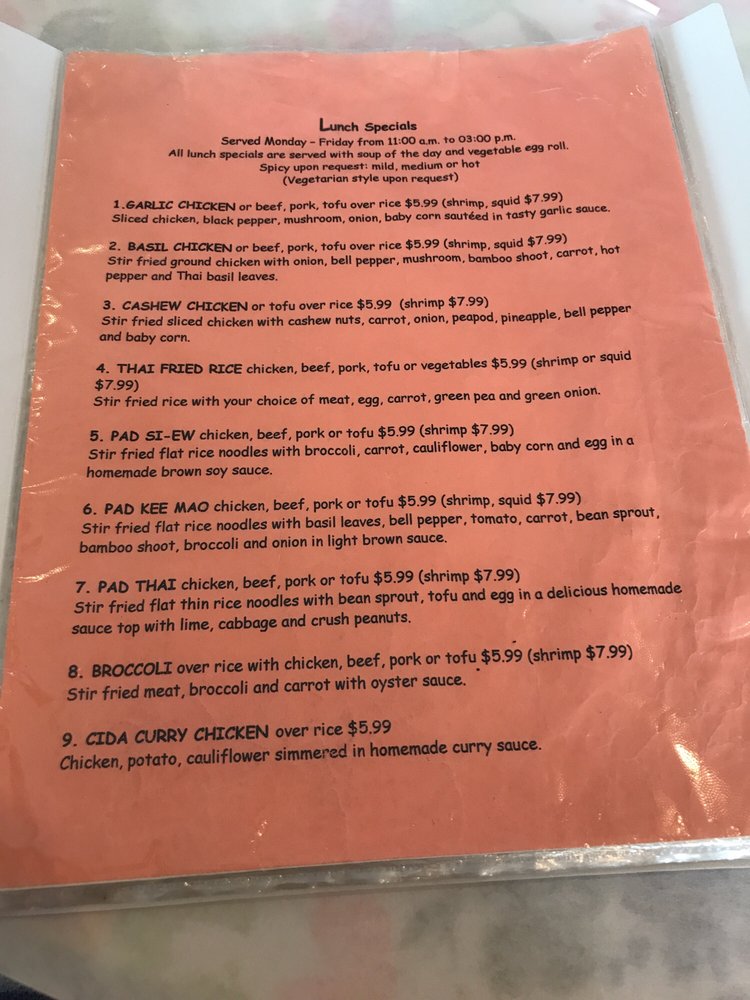 Lunch Specials
Served Monday - Friday from 11:00 a.m. to 03:00 p.m.
All lunch specials are served with soup of the day and vegetable egg roll.
Spicy upon request: mild, medium or hot
(Vegetarian style upon request)
1.GARLIC CHICKEN or beef, pork, tofu over rice $5.99 (shrimp, squid $7.99)
Sliced chicken, black pepper, mushroom, onion, baby corn sautéed in tasty garlic sauce.
2. BASIL CHICKEN or beef, pork, tofu over rice $5.99 (shrimp, squid $7.99)
Stir fried ground chicken with onion, bell pepper, mushroom, bamboo shoot, carrot, hot
pepper and Thai basil leaves.
3. CASHEW CHICKEN or tofu over rice $5.99 (shrimp $7.99)
Stir fried sliced chicken with cashew nuts, carrot, onion, peapod, pineapple, bell pepper
and baby corn.
4. THAI FRIED RICE chicken, beef, pork, tofu or vegetables $5.99 (shrimp or squid
$7.99)
Stir fried rice with your choice of meat, egg, carrot, green pea and green onion.
5. PAD SI-EW chicken, beef, pork or tofu $5.99 (shrimp $7.99)
Stir fried flat rice noodles with broccoli, carrot, cauliflower, baby corn and egg in a
homemade brown soy sauce.
6. PAD KEE MAO chicken, beef, pork or tofu $5.99 (shrimp, squid $7.99)
Stir fried flat rice noodles with basil leaves, bell pepper, tomato, carrot, bean sprout,
bamboo shoot, broccoli and onion in light brown sauce.
7. PAD THAI chicken, beef, pork or tofu $5.99 (shrimp $7.99)
Stir fried flat thin rice noodles with bean sprout, tofu and egg in a delicious homemade
sauce top with lime, cabbage and crush peanuts.
8. BROCCOLI over rice with chicken, beef, pork or tofu $5.99 (shrimp $7.99)
Stir fried meat, broccoli and carrot with oyster sauce.
9. CIDA CURRY CHICKEN over rice $5.99
Chicken, potato, cauliflower simmered in homemade curry sauce.